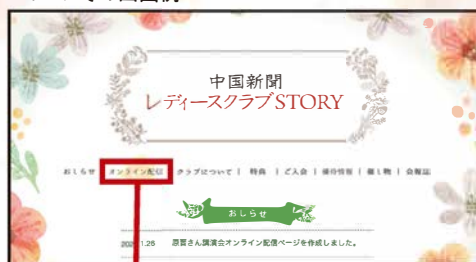 中国新聞
レディースクラブSTORY
おしらせ オンライン配信 クラブについて | 特典 | ご入会 | 優待情報 | 催し物 | 会報誌
おしらせ
1.26 原晋さん講演会オンライン配信ページを作成しました。